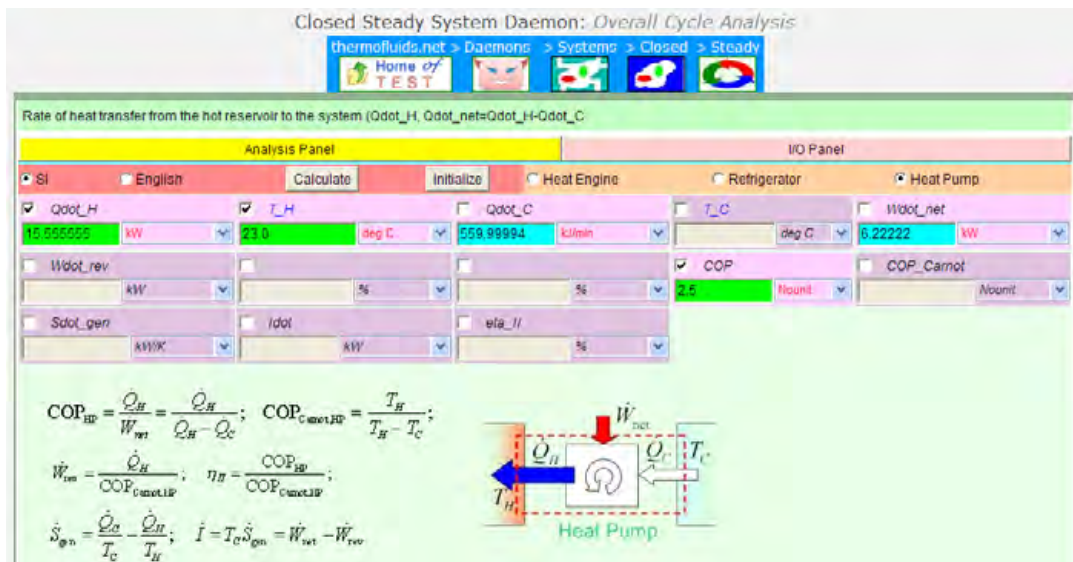 Closed Steady System Daemon: Overall Cycle Analysis
thermofluids.net > Daemons > Systems > Closed > Steady
Home of TEST
Rate of heat transfer from the hot reservoir to the system (Qdot_H, Qdot_net=Qdot_H-Qdot_C
Analysis Panel I/O Panel
SI English Calculate Initialize Heat Engine Refrigerator Heat Pump
Qdot_H T_H Qdot_C T_C Wdot_net
15.555555 kW 23.0 deg C 559.99994 kJ/min deg C 6.22222 kW
Wdot_rev COP COP_Carnot
kW % % 2.5 Nounit Nounit
Sdot_gen Idot eta_II
kW/K kW %
COP_HP = Q̇_H / Ẇ_net = Q̇_H / (Q̇_H − Q̇_C); COP_Carnot,HP = T_H / (T_H − T_C);
Ẇ_rev = Q̇_H / COP_Carnot,HP; η_II = COP_HP / COP_Carnot,HP;
Ṡ_gen = Q̇_C / T_C − Q̇_H / T_H; İ = T_C Ṡ_gen = Ẇ_net − Ẇ_rev
Ẇ_net
Q̇_H Q̇_C T_C
T_H
Heat Pump